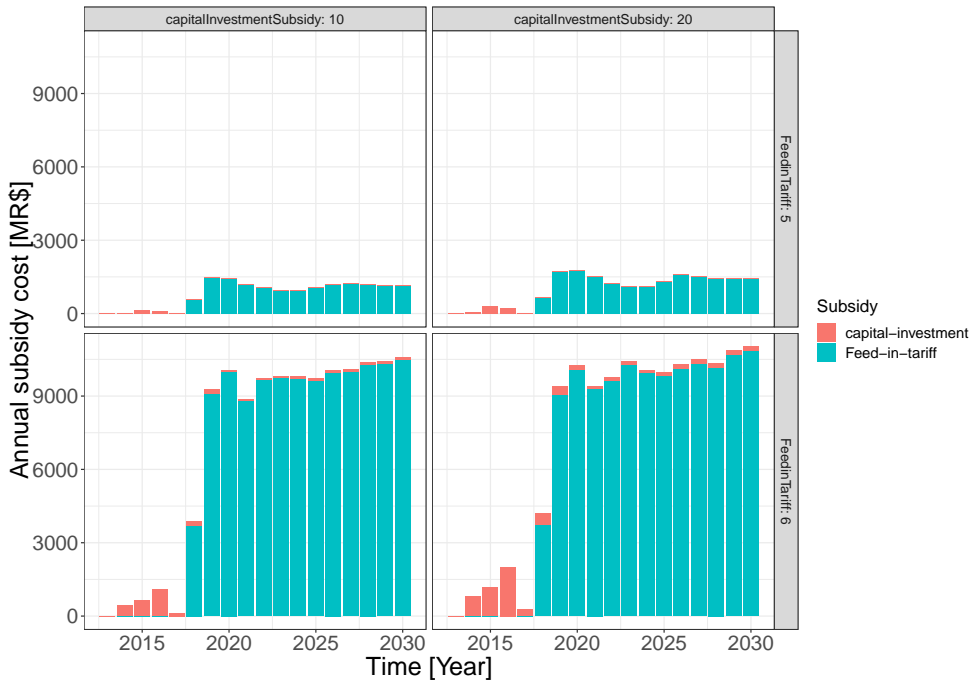 capitalInvestmentSubsidy: 10
capitalInvestmentSubsidy: 20
FeedinTariff: 5
FeedinTariff: 6
Annual subsidy cost [MR$]
9000
6000
3000
0
9000
6000
3000
0
2015
2020
2025
2030
2015
2020
2025
2030
Time [Year]
Subsidy
capital−investment
Feed−in−tariff